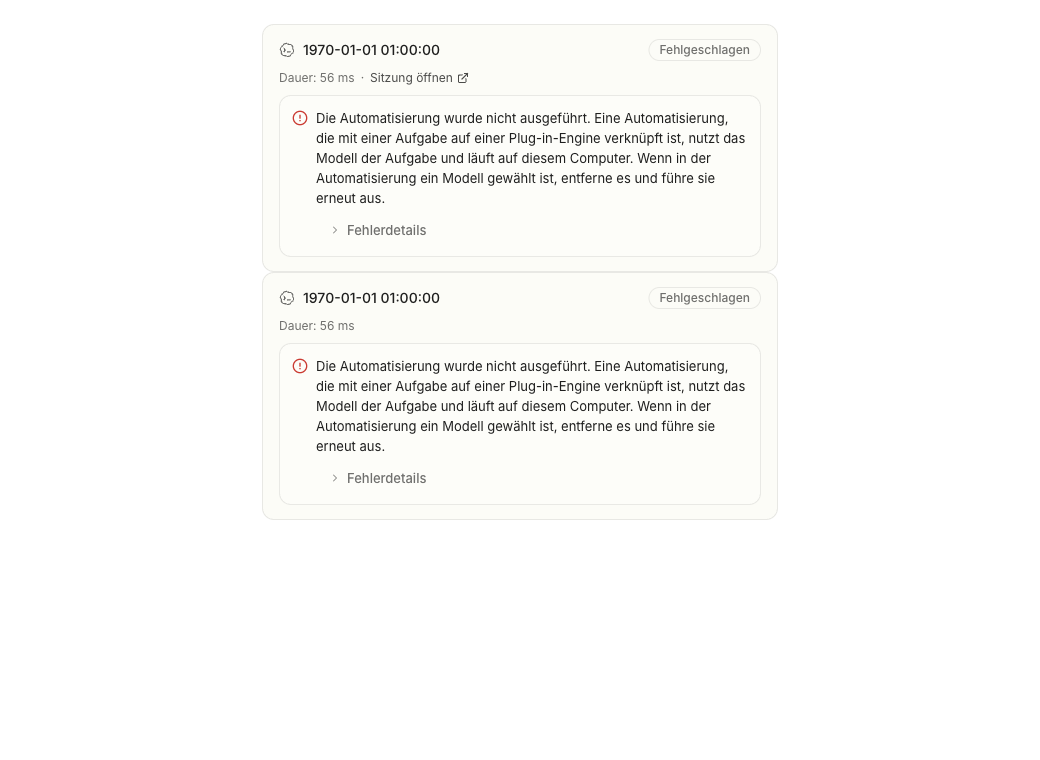 1970-01-01 01:00:00 Fehlgeschlagen
Dauer: 56 ms · Sitzung öffnen
Die Automatisierung wurde nicht ausgeführt. Eine Automatisierung,
die mit einer Aufgabe auf einer Plug-in-Engine verknüpft ist, nutzt das
Modell der Aufgabe und läuft auf diesem Computer. Wenn in der
Automatisierung ein Modell gewählt ist, entferne es und führe sie
erneut aus.
Fehlerdetails
1970-01-01 01:00:00 Fehlgeschlagen
Dauer: 56 ms
Die Automatisierung wurde nicht ausgeführt. Eine Automatisierung,
die mit einer Aufgabe auf einer Plug-in-Engine verknüpft ist, nutzt das
Modell der Aufgabe und läuft auf diesem Computer. Wenn in der
Automatisierung ein Modell gewählt ist, entferne es und führe sie
erneut aus.
Fehlerdetails